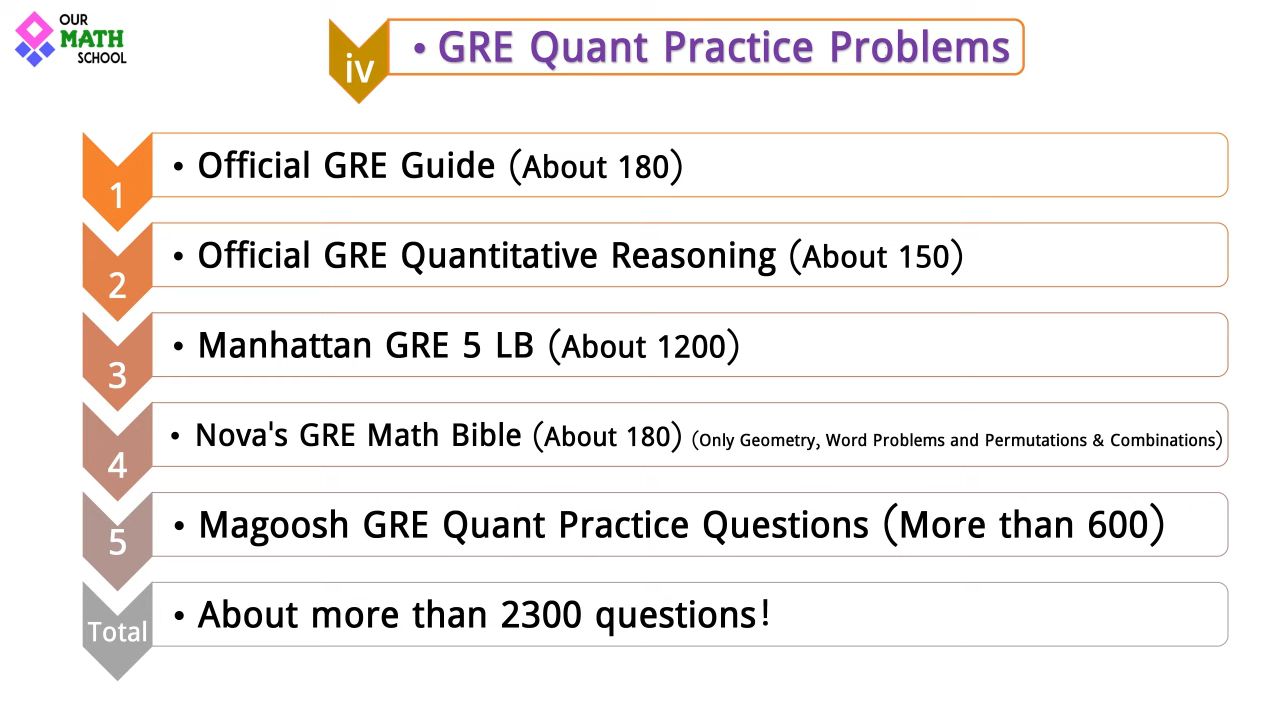 OUR
MATH
SCHOOL
iv
• GRE Quant Practice Problems
1
• Official GRE Guide (About 180)
2
• Official GRE Quantitative Reasoning (About 150)
3
• Manhattan GRE 5 LB (About 1200)
4
• Nova's GRE Math Bible (About 180) (Only Geometry, Word Problems and Permutations & Combinations)
5
• Magoosh GRE Quant Practice Questions (More than 600)
Total
• About more than 2300 questions!